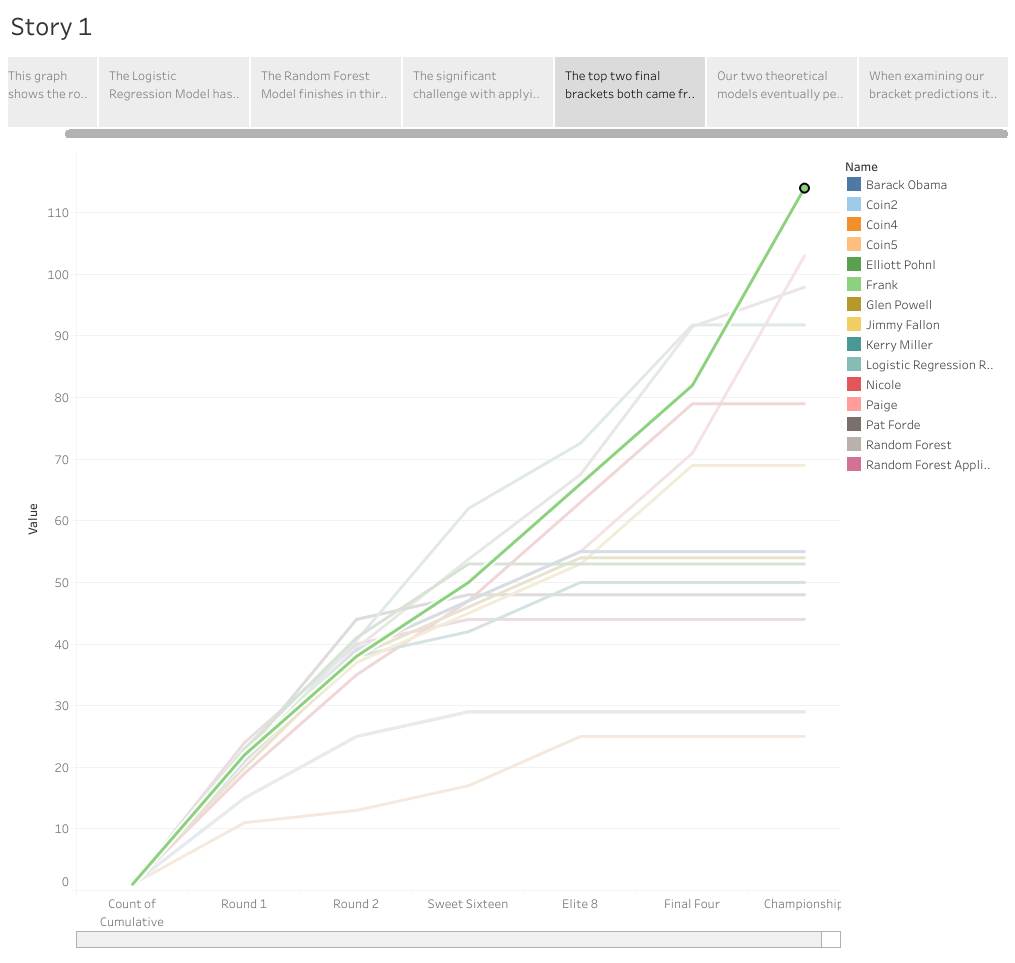 Story 1
This graph
shows the ro..
The Logistic
Regression Model has..
The Random Forest
Model finishes in thir..
The significant
challenge with applyi..
The top two final
brackets both came fr..
Our two theoretical
models eventually pe..
When examining our
bracket predictions it..
Name
Barack Obama
Coin2
Coin4
Coin5
Elliott Pohnl
Frank
Glen Powell
Jimmy Fallon
Kerry Miller
Logistic Regression R..
Nicole
Paige
Pat Forde
Random Forest
Random Forest Appli..
Value
110
100
90
80
70
60
50
40
30
20
10
0
Count of
Cumulative
Round 1
Round 2
Sweet Sixteen
Elite 8
Final Four
Championship